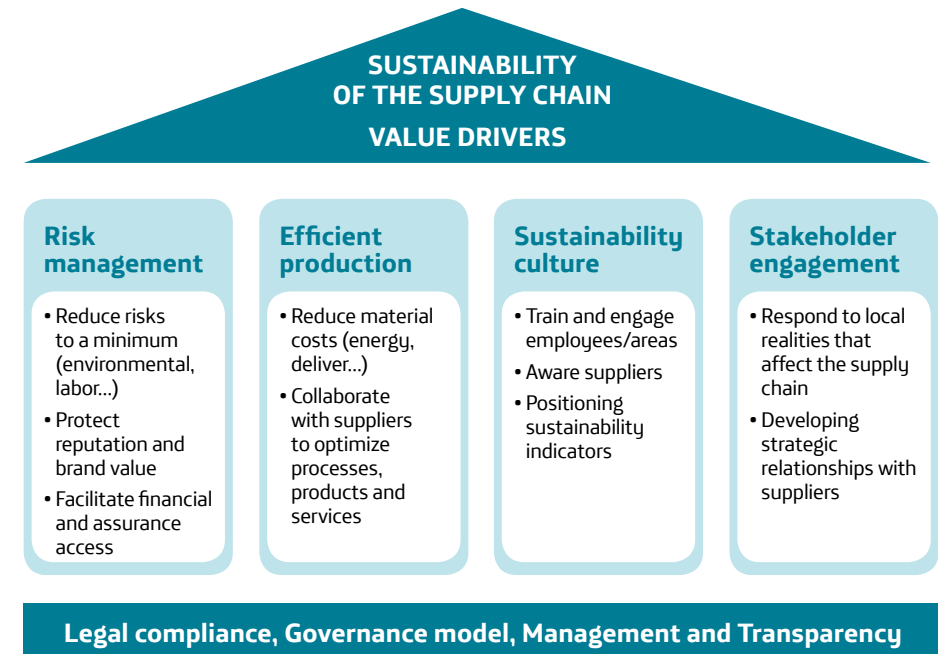 SUSTAINABILITY
OF THE SUPPLY CHAIN
VALUE DRIVERS
Risk
management
• Reduce risks
to a minimum
(environmental,
labor...)
• Protect
reputation and
brand value
• Facilitate financial
and assurance
access
Efficient
production
• Reduce material
costs (energy,
deliver...)
• Collaborate
with suppliers
to optimize
processes,
products and
services
Sustainability
culture
• Train and engage
employees/areas
• Aware suppliers
• Positioning
sustainability
indicators
Stakeholder
engagement
• Respond to local
realities that
affect the supply
chain
• Developing
strategic
relationships with
suppliers
Legal compliance, Governance model, Management and Transparency